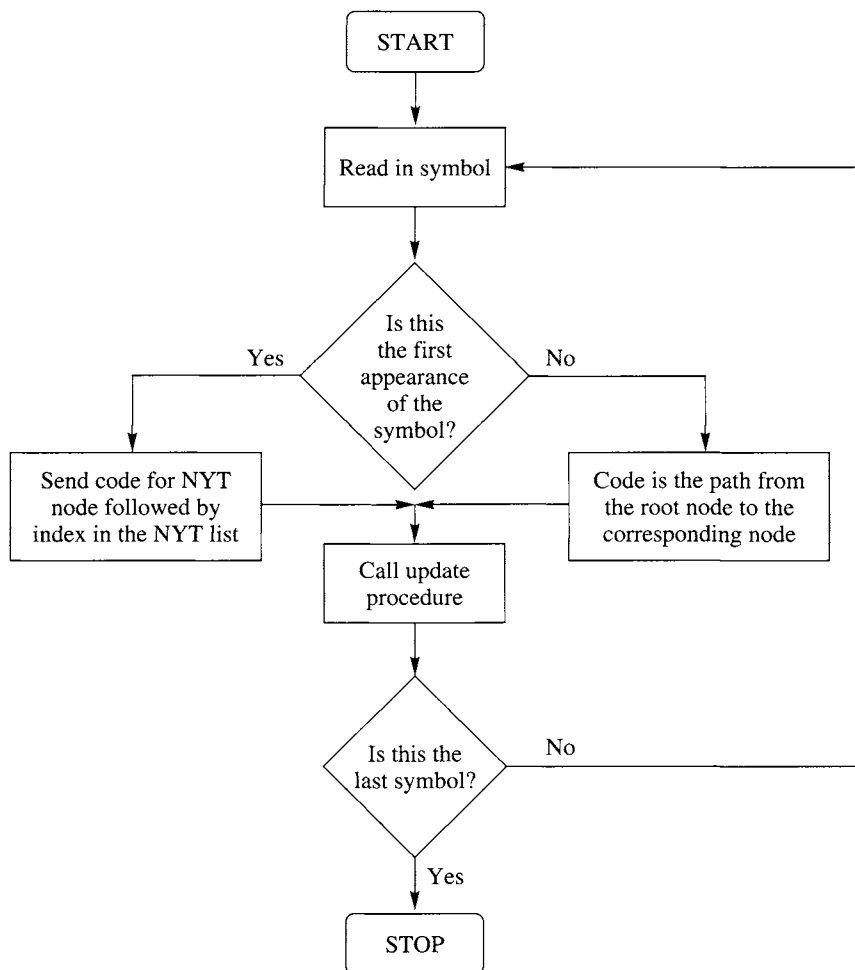 START
Read in symbol
Is this
the first
appearance
of the
symbol?
Yes
No
Send code for NYT
node followed by
index in the NYT list
Code is the path from
the root node to the
corresponding node
Call update
procedure
Is this the
last symbol?
No
Yes
STOP